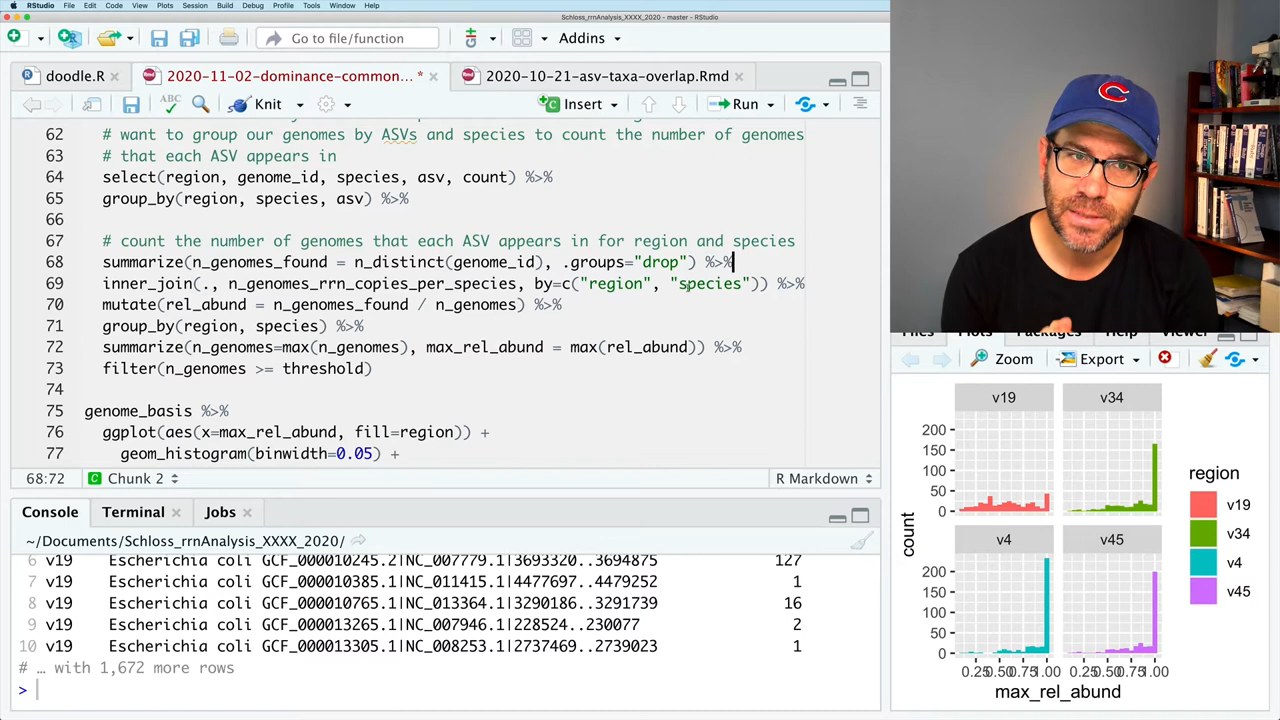 RStudio File Edit Code View Plots Session Build Debug Profile Tools Window Help
Schloss_rrnAnalysis_XXXX_2020 - master - RStudio
Go to file/function
Addins
doodle.R
2020-11-02-dominance-common... *
2020-10-21-asv-taxa-overlap.Rmd
ABC
Knit
Insert
Run
62 # want to group our genomes by ASVs and species to count the number of genomes
63 # that each ASV appears in
64 select(region, genome_id, species, asv, count) %>%
65 group_by(region, species, asv) %>%
66
67 # count the number of genomes that each ASV appears in for region and species
68 summarize(n_genomes_found = n_distinct(genome_id), .groups="drop") %>%
69 inner_join(., n_genomes_rrn_copies_per_species, by=c("region", "species")) %>%
70 mutate(rel_abund = n_genomes_found / n_genomes) %>%
71 group_by(region, species) %>%
72 summarize(n_genomes=max(n_genomes), max_rel_abund = max(rel_abund)) %>%
73 filter(n_genomes >= threshold)
74
75 genome_basis %>%
76 ggplot(aes(x=max_rel_abund, fill=region)) +
77 geom_histogram(binwidth=0.05) +
68:72
Chunk 2
R Markdown
Console
Terminal
Jobs
~/Documents/Schloss_rrnAnalysis_XXXX_2020/
6 v19 Escherichia coli GCF_000010245.2|NC_007779.1|3693320..3694875 127
7 v19 Escherichia coli GCF_000010385.1|NC_011415.1|4477697..4479252 1
8 v19 Escherichia coli GCF_000010765.1|NC_013364.1|3290186..3291739 16
9 v19 Escherichia coli GCF_000013265.1|NC_007946.1|228524..230077 2
10 v19 Escherichia coli GCF_000013305.1|NC_008253.1|2737469..2739023 1
# … with 1,672 more rows
>
C
Files Plots Packages Help Viewer
Zoom
Export
v19
v34
200
150
100
50
0
v4
v45
200
150
100
50
0
count
0.25 0.50 0.75 1.00
0.25 0.50 0.75 1.00
max_rel_abund
region
v19
v34
v4
v45